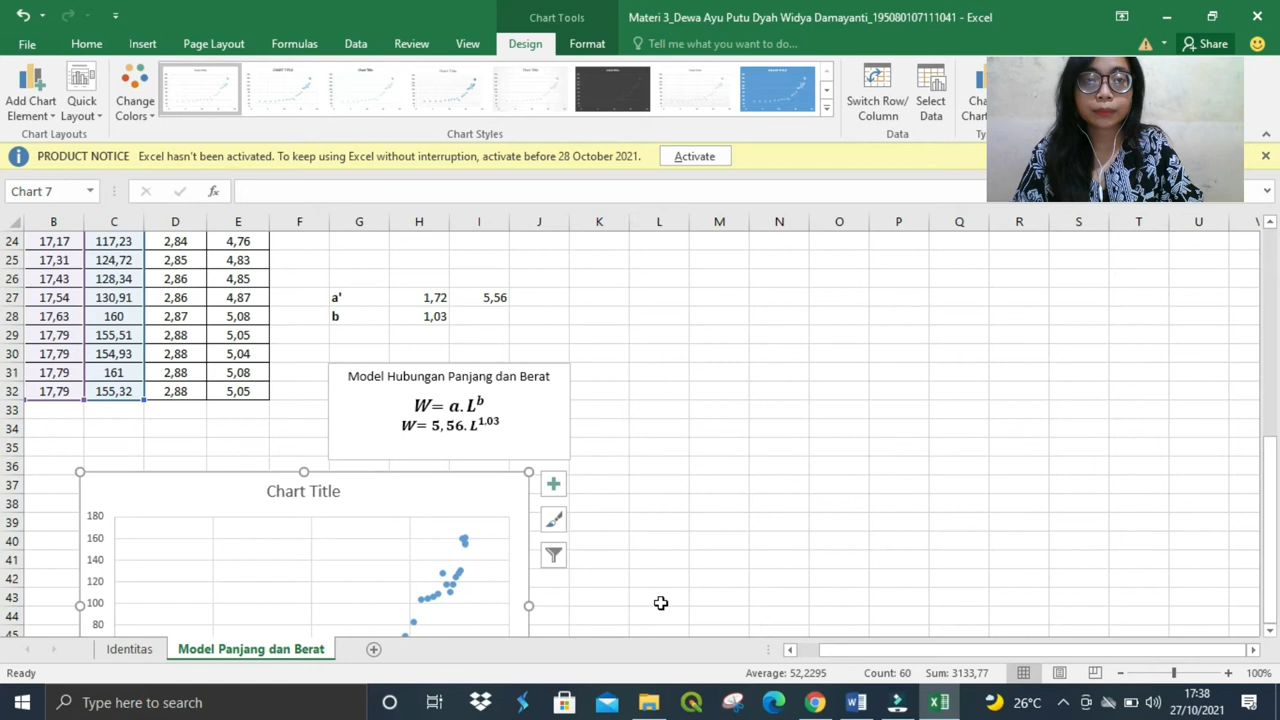 Chart Tools
Materi 3_Dewa Ayu Putu Dyah Widya Damayanti_195080107111041 - Excel
File Home Insert Page Layout Formulas Data Review View Design Format Tell me what you want to do... Share
Add Chart Element
Quick Layout
Change Colors
Switch Row/ Column
Select Data
Cha
Chart
Chart Layouts Chart Styles Data Ty
PRODUCT NOTICE Excel hasn't been activated. To keep using Excel without interruption, activate before 28 October 2021. Activate
Chart 7 fx
B C D E F G H I J K L M N O P Q R S T U
24 17,17 117,23 2,84 4,76
25 17,31 124,72 2,85 4,83
26 17,43 128,34 2,86 4,85
27 17,54 130,91 2,86 4,87 a' 1,72 5,56
28 17,63 160 2,87 5,08 b 1,03
29 17,79 155,51 2,88 5,05
30 17,79 154,93 2,88 5,04
31 17,79 161 2,88 5,08
32 17,79 155,32 2,88 5,05
33
34
35
36
37
38
39
40
41
42
43
44
45
Model Hubungan Panjang dan Berat
W= a.L^b
W= 5,56.L^1,03
Chart Title
180
160
140
120
100
80
Identitas Model Panjang dan Berat
Ready Average: 52,2295 Count: 60 Sum: 3133,77 100%
Type here to search 26°C 17:38
27/10/2021